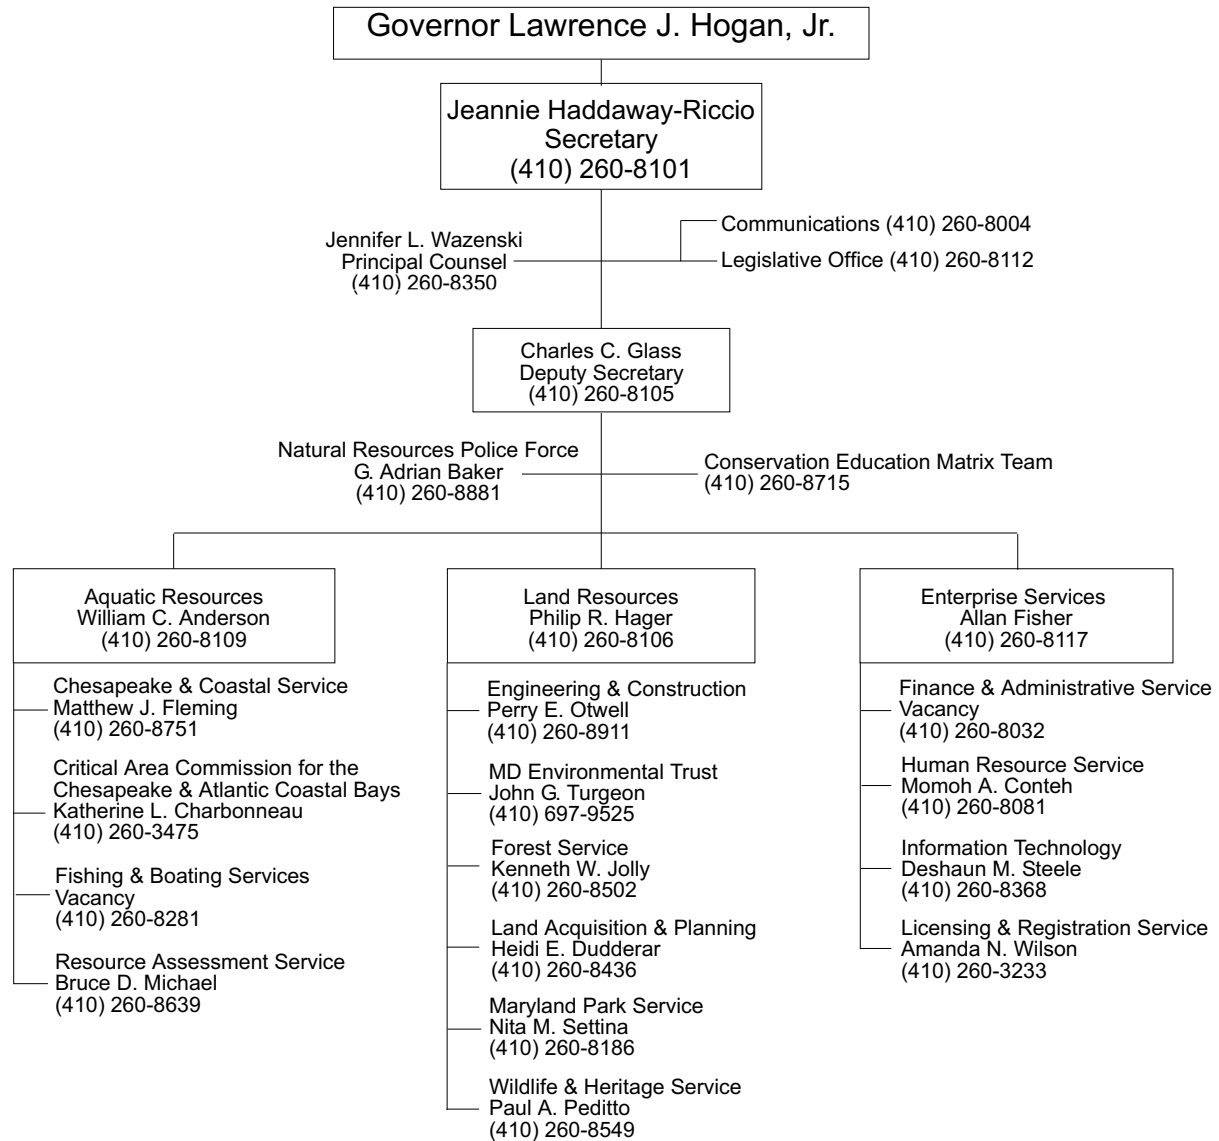 Governor Lawrence J. Hogan, Jr.
Jeannie Haddaway-Riccio
Secretary
(410) 260-8101
Jennifer L. Wazenski
Principal Counsel
(410) 260-8350
Communications (410) 260-8004
Legislative Office (410) 260-8112
Charles C. Glass
Deputy Secretary
(410) 260-8105
Natural Resources Police Force
G. Adrian Baker
(410) 260-8881
Conservation Education Matrix Team
(410) 260-8715
Aquatic Resources
William C. Anderson
(410) 260-8109
Chesapeake & Coastal Service
Matthew J. Fleming
(410) 260-8751
Critical Area Commission for the
Chesapeake & Atlantic Coastal Bays
Katherine L. Charbonneau
(410) 260-3475
Fishing & Boating Services
Vacancy
(410) 260-8281
Resource Assessment Service
Bruce D. Michael
(410) 260-8639
Land Resources
Philip R. Hager
(410) 260-8106
Engineering & Construction
Perry E. Otwell
(410) 260-8911
MD Environmental Trust
John G. Turgeon
(410) 697-9525
Forest Service
Kenneth W. Jolly
(410) 260-8502
Land Acquisition & Planning
Heidi E. Dudderar
(410) 260-8436
Maryland Park Service
Nita M. Settina
(410) 260-8186
Wildlife & Heritage Service
Paul A. Peditto
(410) 260-8549
Enterprise Services
Allan Fisher
(410) 260-8117
Finance & Administrative Service
Vacancy
(410) 260-8032
Human Resource Service
Momoh A. Conteh
(410) 260-8081
Information Technology
Deshaun M. Steele
(410) 260-8368
Licensing & Registration Service
Amanda N. Wilson
(410) 260-3233